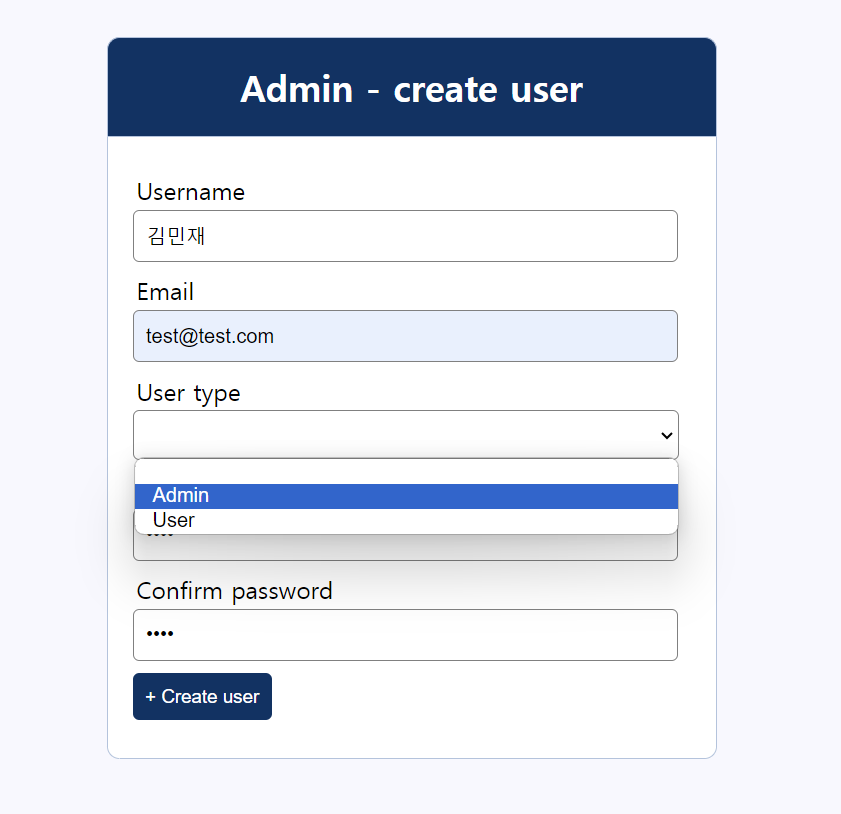 Admin - create user
Username
김민재
Email
test@test.com
User type
Admin
User
••••
Confirm password
••••
+ Create user